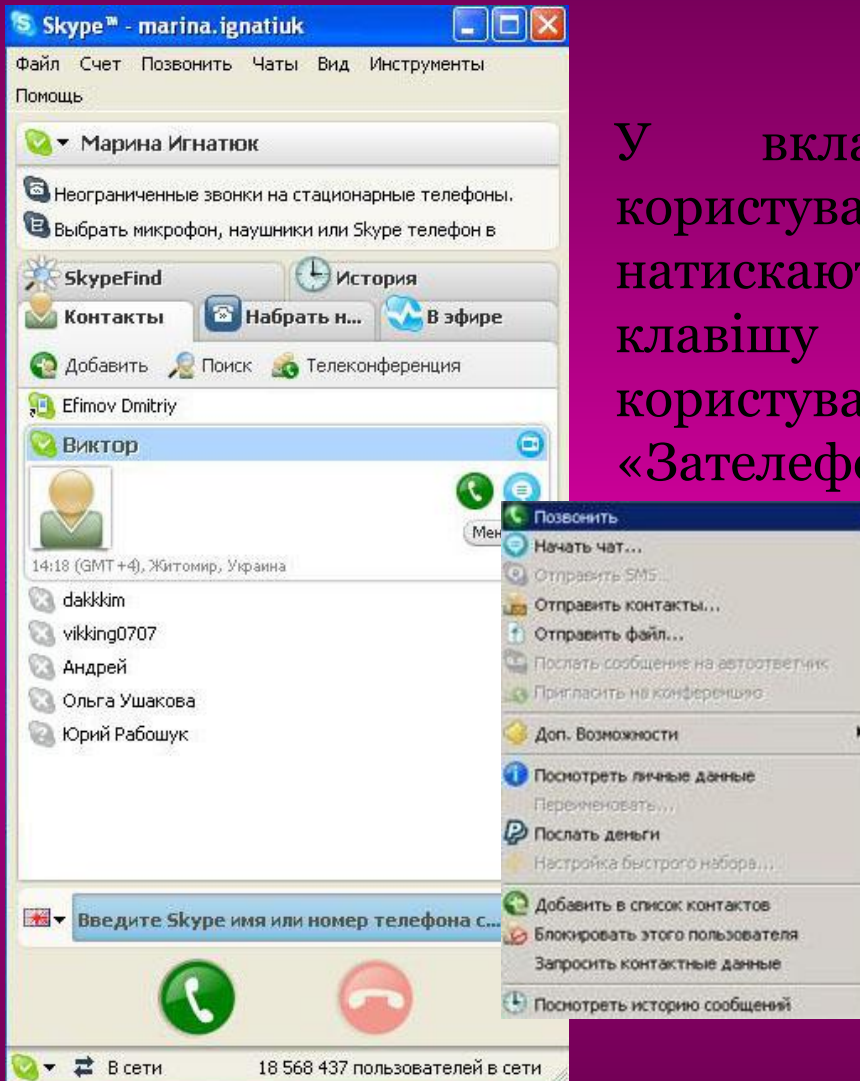 Skype™ - marina.ignatiuk
Файл Счет Позвонить Чаты Вид Инструменты
Помощь
Марина Игнатюк
Неограниченные звонки на стационарные телефоны.
Выбрать микрофон, наушники или Skype телефон в
SkypeFind История
Контакты Набрать н... В эфире
Добавить Поиск Телеконференция
Efimov Dmitriy
Виктор
Мен
14:18 (GMT+4), Житомир, Украина
dakkkim
vikking0707
Андрей
Ольга Ушакова
Юрий Рабошук
Введите Skype имя или номер телефона с...
В сети 18 568 437 пользователей в сети
У вкла
користува
натискают
клавішу
користува
«Зателефо
Позвонить
Начать чат...
Отправить SMS...
Отправить контакты...
Отправить файл...
Послать сообщение на автоответчик
Пригласить на конференцию
Доп. Возможности
Посмотреть личные данные
Переименовать...
Послать деньги
Настройка быстрого набора...
Добавить в список контактов
Блокировать этого пользователя
Запросить контактные данные
Посмотреть историю сообщений